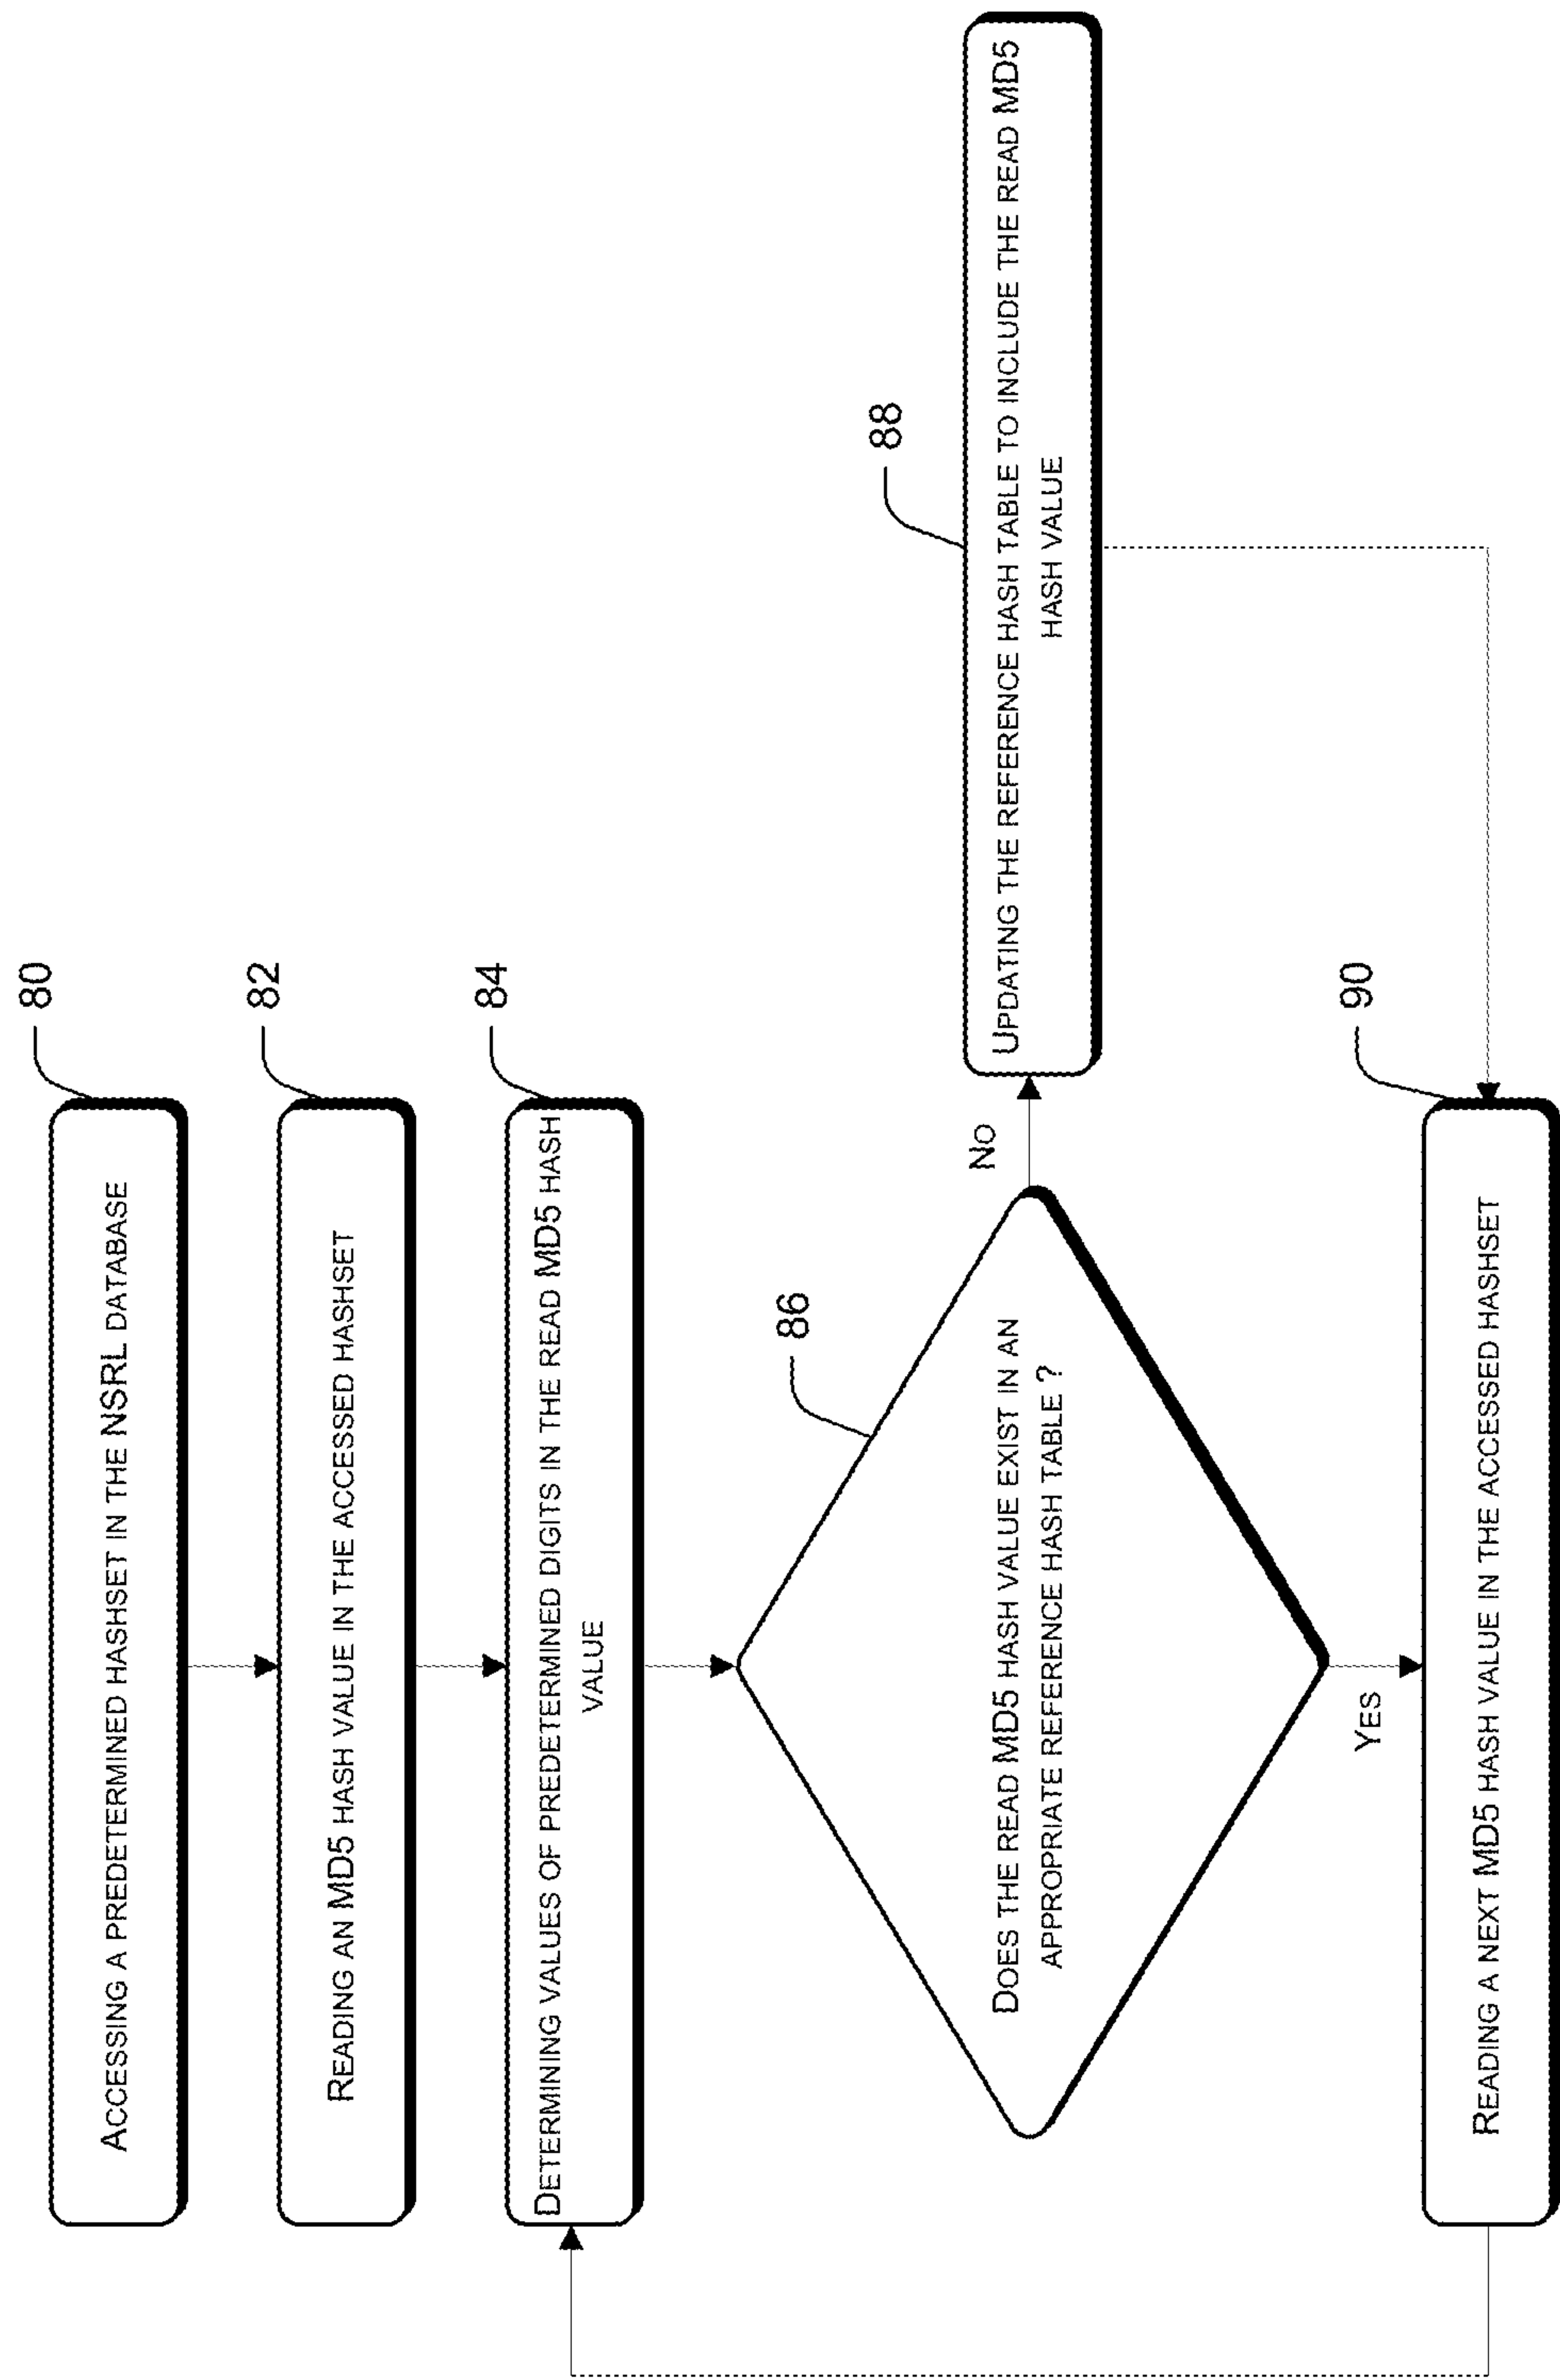 80
ACCESSING A PREDETERMINED HASHSET IN THE NSRL DATABASE
82
READING AN MD5 HASH VALUE IN THE ACCESSED HASHSET
84
DETERMINING VALUES OF PREDETERMINED DIGITS IN THE READ MD5 HASH
VALUE
86
DOES THE READ MD5 HASH VALUE EXIST IN AN
APPROPRIATE REFERENCE HASH TABLE ?
NO
88
UPDATING THE REFERENCE HASH TABLE TO INCLUDE THE READ MD5
HASH VALUE
YES
90
READING A NEXT MD5 HASH VALUE IN THE ACCESSED HASHSET